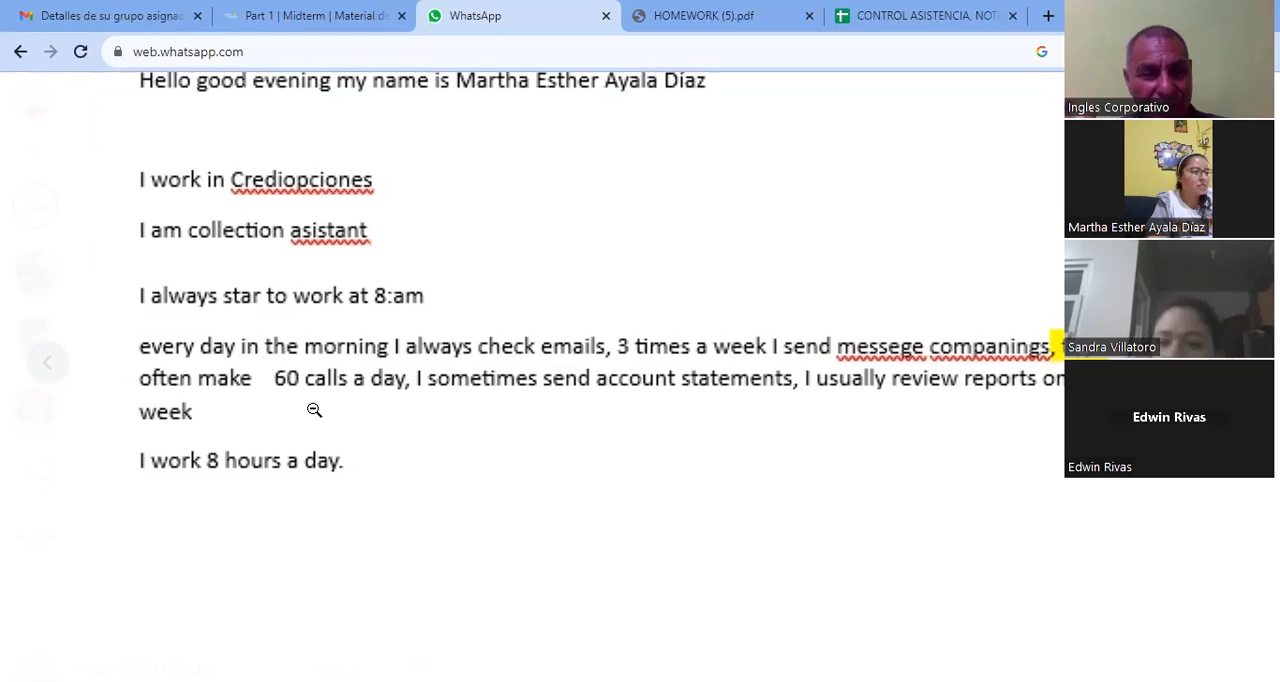 Detalles de su grupo asignac
Part 1 | Midterm | Material de
WhatsApp
HOMEWORK (5).pdf
CONTROL ASISTENCIA, NOT
web.whatsapp.com
Hello good evening my name is Martha Esther Ayala Díaz
I work in Crediopciones
I am collection asistant
I always star to work at 8:am
every day in the morning I always check emails, 3 times a week I send messege companings,
often make 60 calls a day, I sometimes send account statements, I usually review reports on
week
I work 8 hours a day.
Ingles Corporativo
Martha Esther Ayala Díaz
Sandra Villatoro
Edwin Rivas
Edwin Rivas